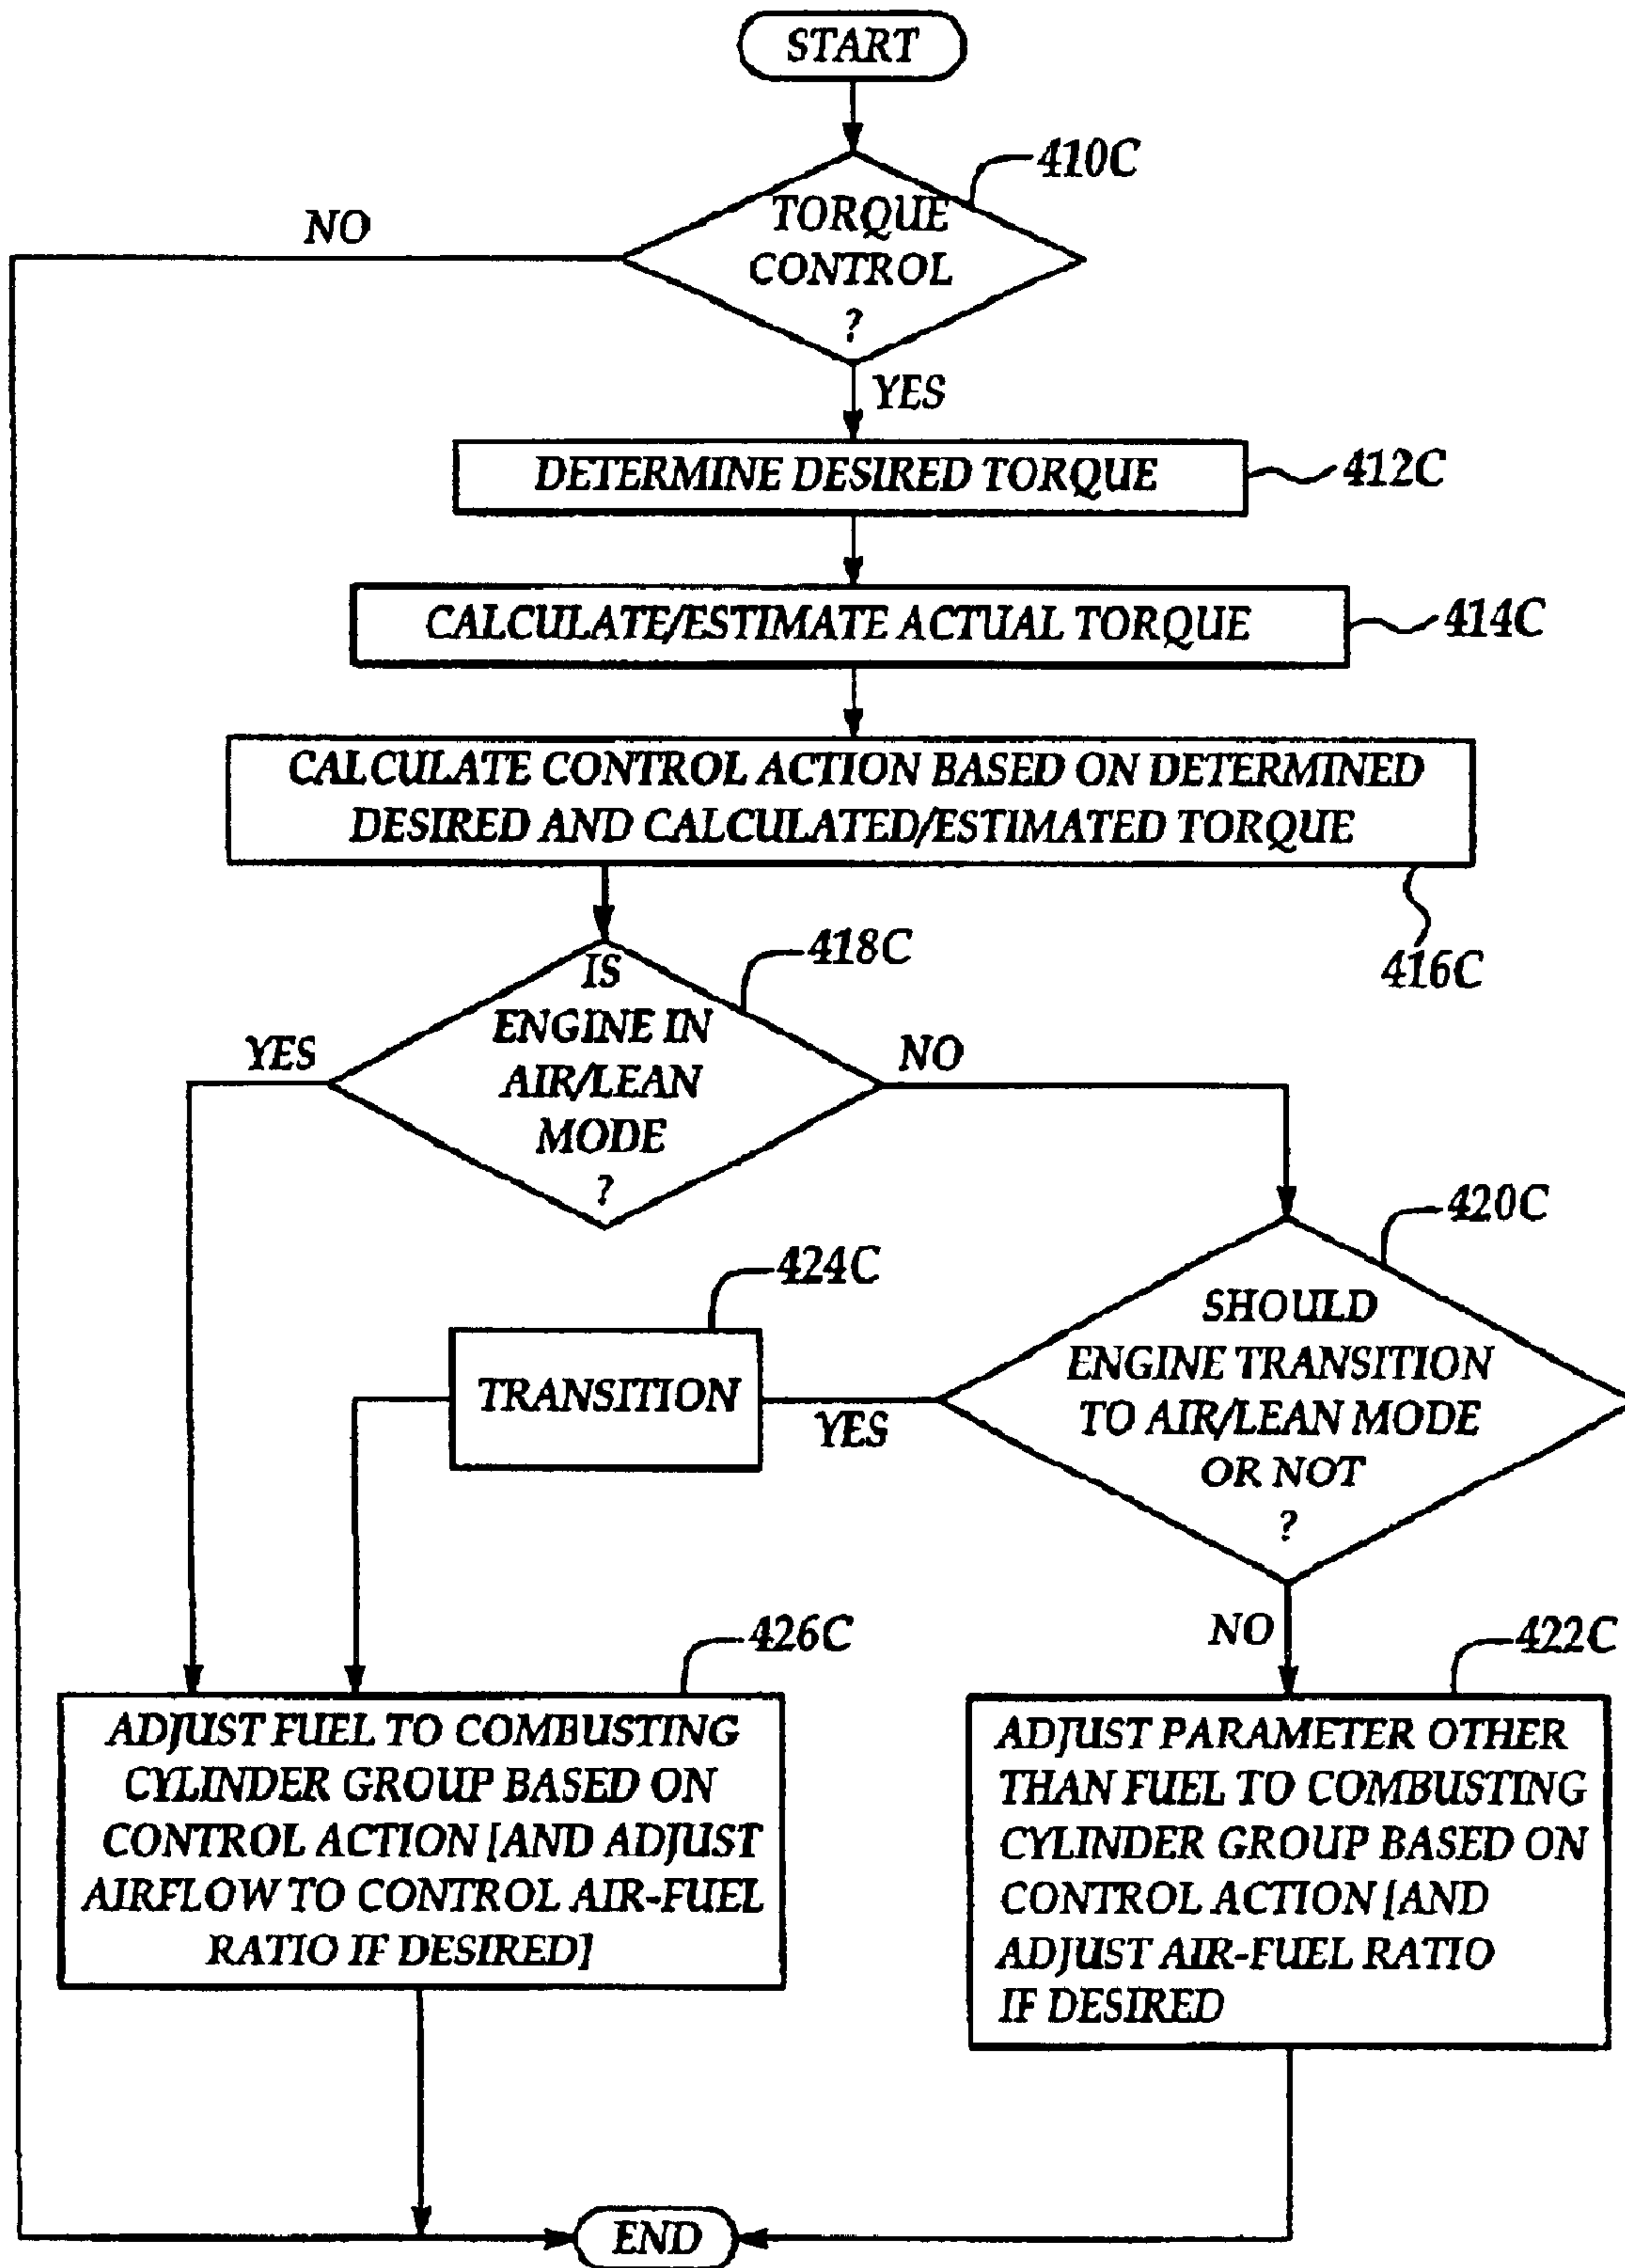 START
410C
TORQUE
CONTROL
?
NO
YES
DETERMINE DESIRED TORQUE
412C
CALCULATE/ESTIMATE ACTUAL TORQUE
414C
CALCULATE CONTROL ACTION BASED ON DETERMINED
DESIRED AND CALCULATED/ESTIMATED TORQUE
416C
418C
IS
ENGINE IN
AIR/LEAN
MODE
?
YES
NO
420C
SHOULD
ENGINE TRANSITION
TO AIR/LEAN MODE
OR NOT
?
424C
TRANSITION
YES
NO
426C
ADJUST FUEL TO COMBUSTING
CYLINDER GROUP BASED ON
CONTROL ACTION [AND ADJUST
AIRFLOW TO CONTROL AIR-FUEL
RATIO IF DESIRED]
422C
ADJUST PARAMETER OTHER
THAN FUEL TO COMBUSTING
CYLINDER GROUP BASED ON
CONTROL ACTION [AND
ADJUST AIR-FUEL RATIO
IF DESIRED
END